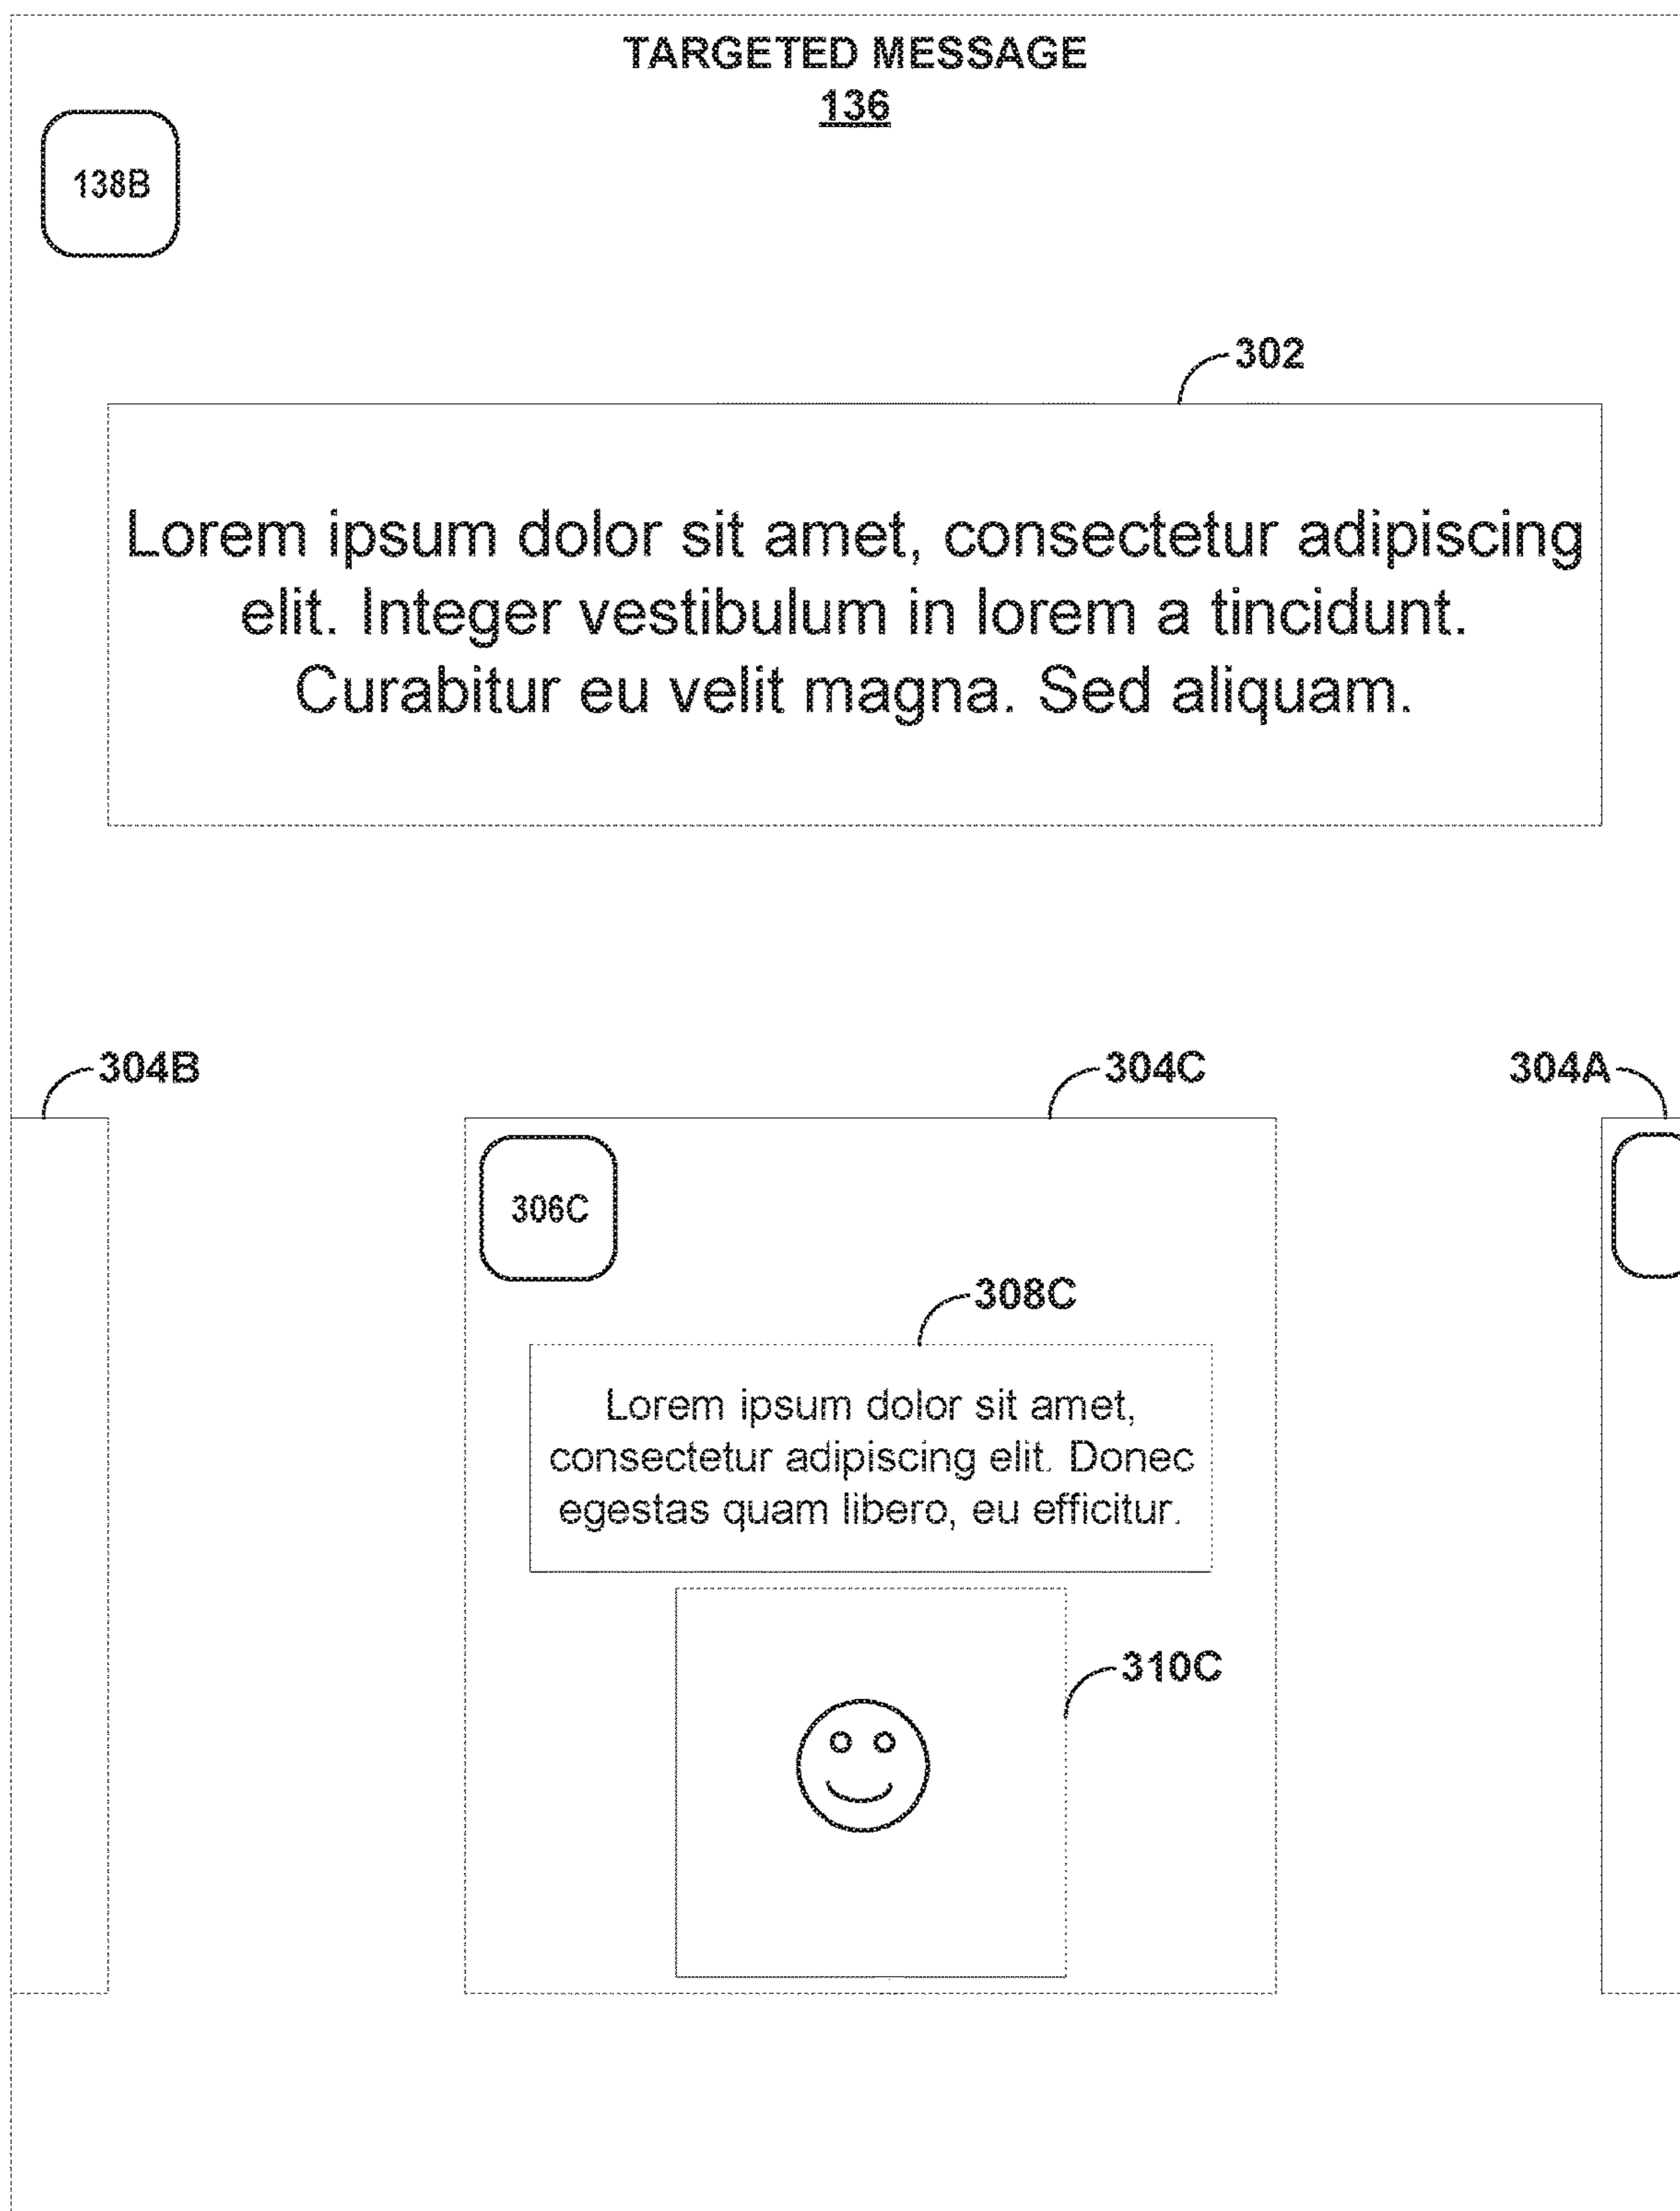 TARGETED MESSAGE
136
138B
302
Lorem ipsum dolor sit amet, consectetur adipiscing
elit. Integer vestibulum in lorem a tincidunt.
Curabitur eu velit magna. Sed aliquam.
304B
304C
304A
306C
308C
Lorem ipsum dolor sit amet,
consectetur adipiscing elit. Donec
egestas quam libero, eu efficitur.
310C